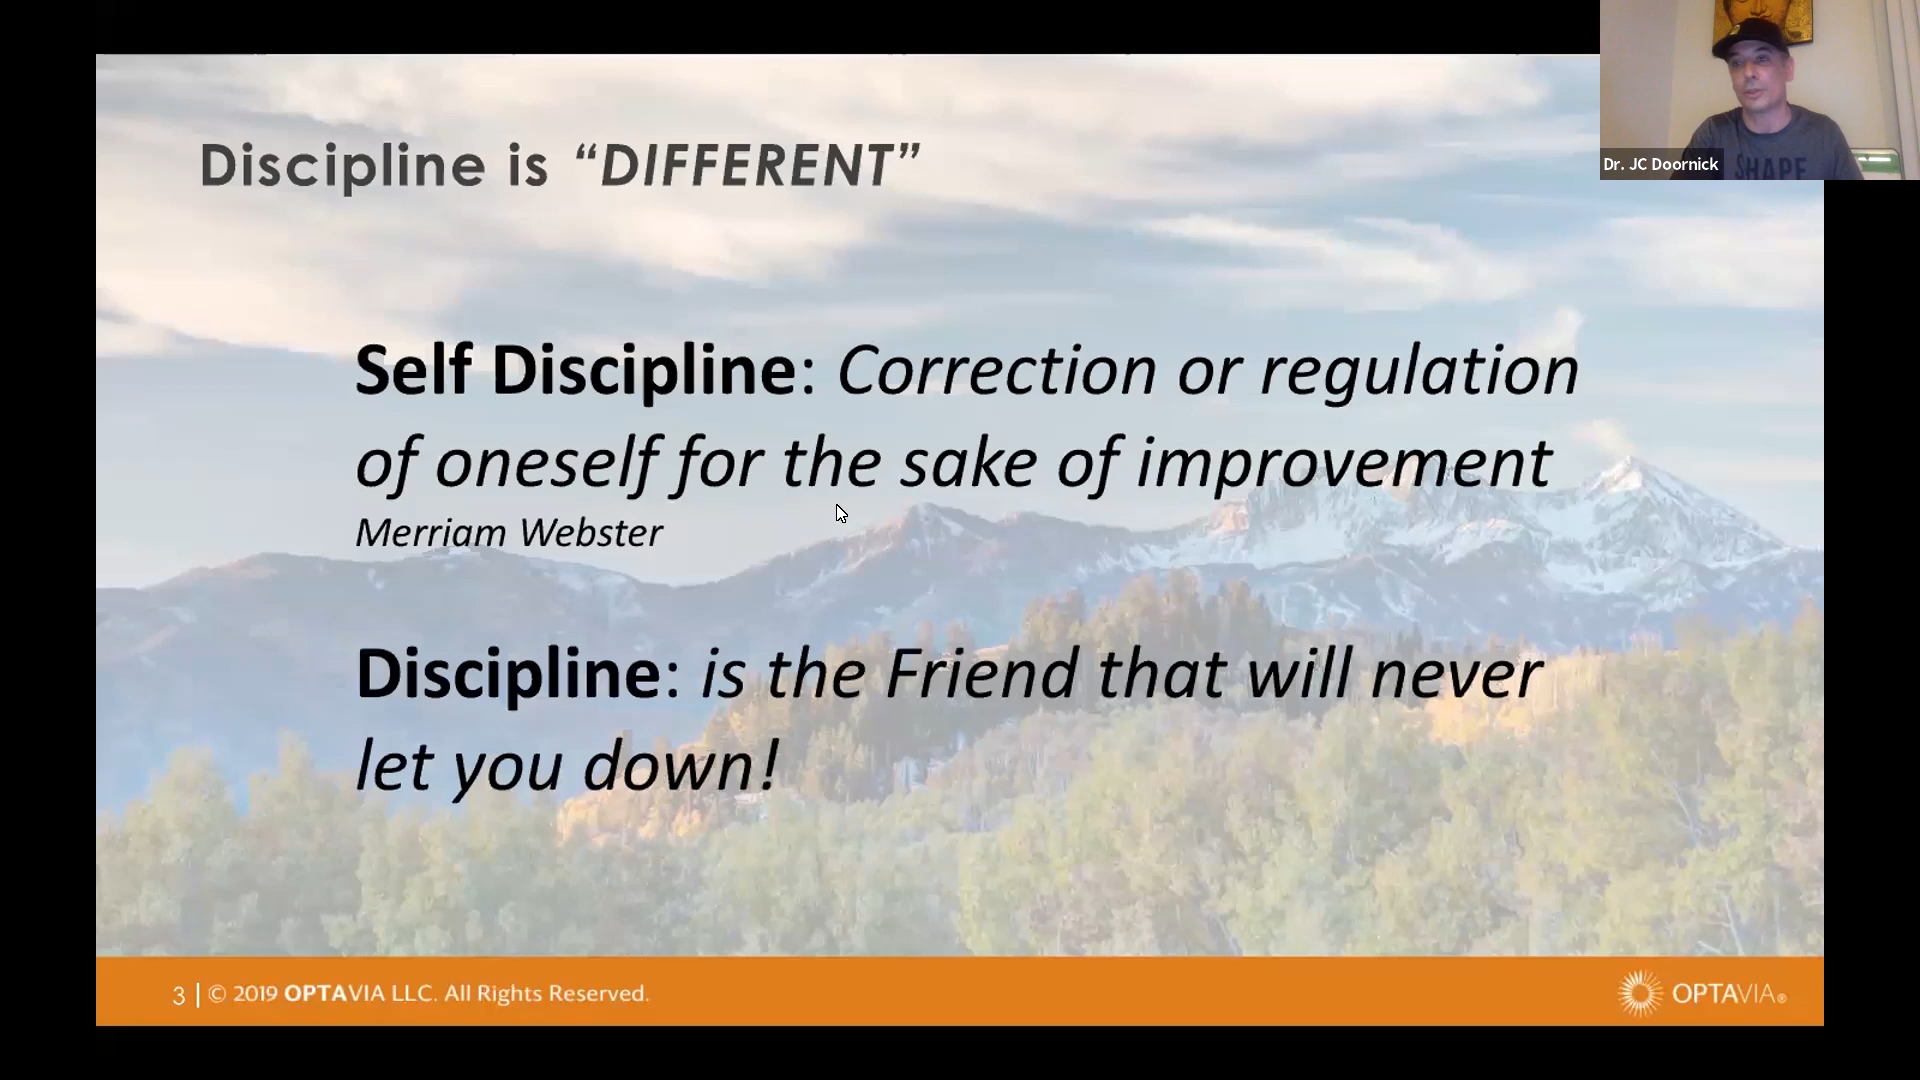 Discipline is “DIFFERENT”
Dr. JC Doornick
SHAPE
Self Discipline: Correction or regulation
of oneself for the sake of improvement
Merriam Webster
Discipline: is the Friend that will never
let you down!
3 | © 2019 OPTAVIA LLC. All Rights Reserved.
OPTAVIA®